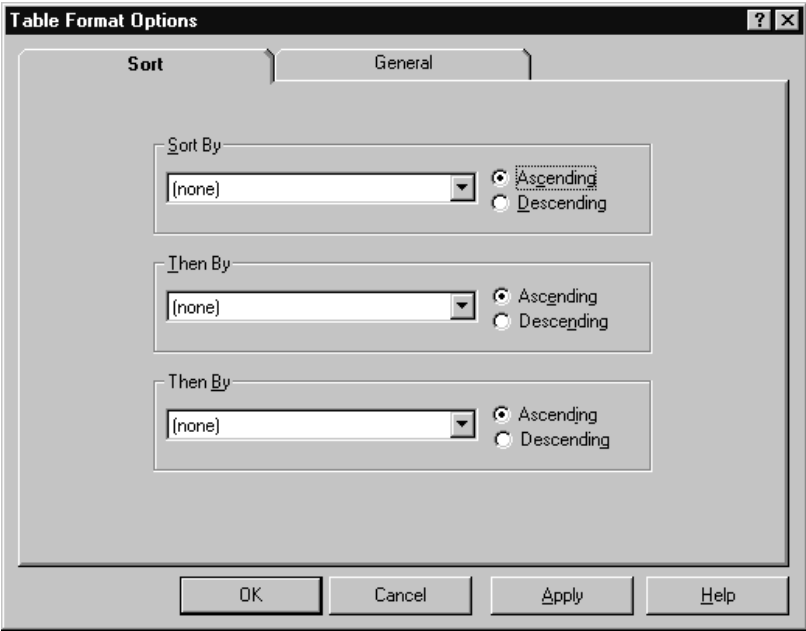 Table Format Options
Sort General
Sort By
(none) Ascending
Descending
Then By
(none) Ascending
Descending
Then By
(none) Ascending
Descending
OK Cancel Apply Help